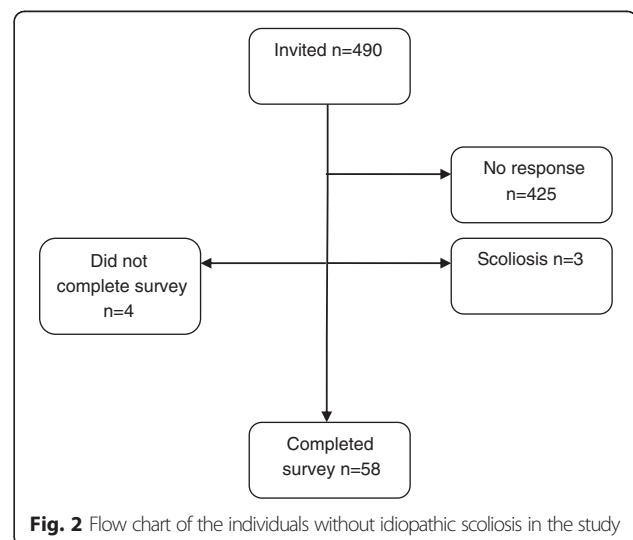 Invited n=490
No response
n=425
Did not
complete survey
n=4
Scoliosis n=3
Completed
survey n=58
Fig. 2 Flow chart of the individuals without idiopathic scoliosis in the study